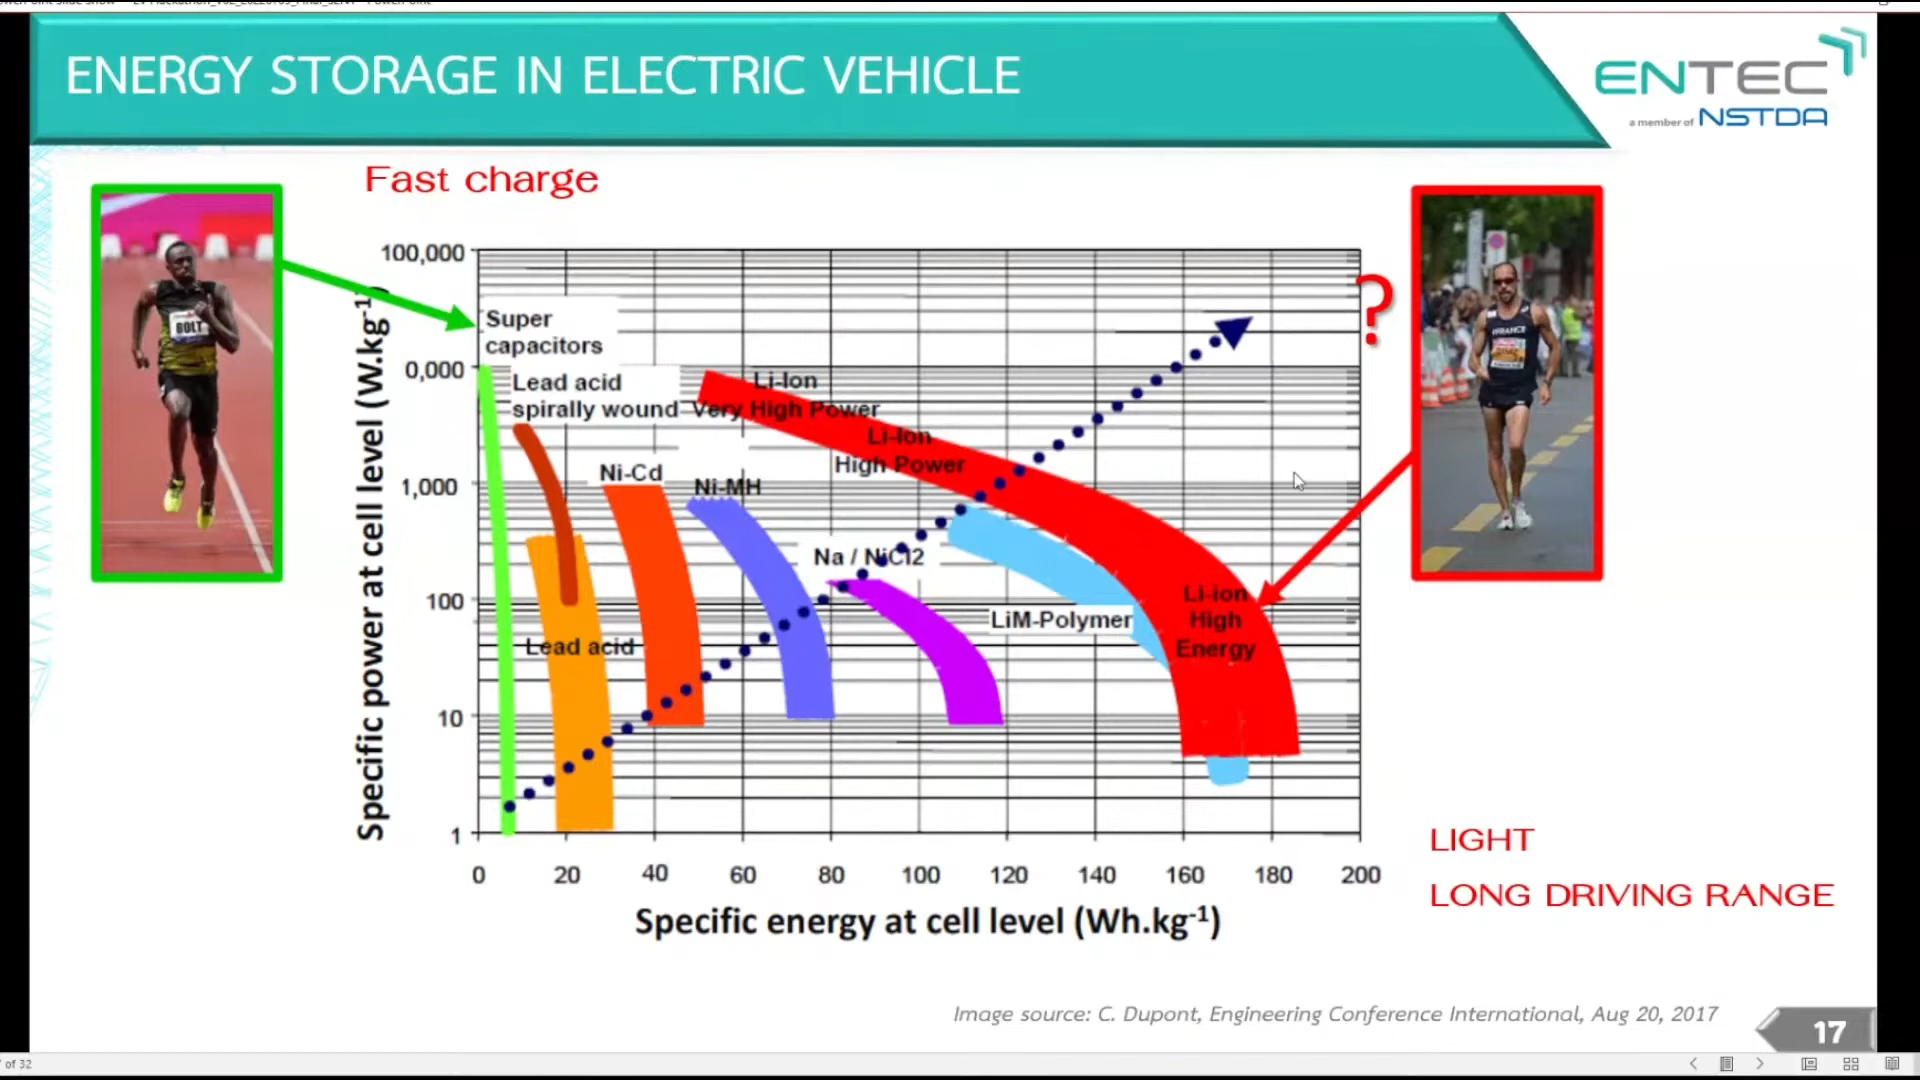 ENERGY STORAGE IN ELECTRIC VEHICLE
ENTEC
a member of NSTDA
Fast charge
BOLT
FRANCE
?
Specific power at cell level (W.kg-1)
100,000
0,000
1,000
100
10
1
Super
capacitors
Lead acid
spirally wound
Li-Ion
Very High Power
Li-Ion
High Power
Ni-Cd
Ni-MH
Na / NiCl2
LiM-Polymer
Li-ion
High
Energy
Lead acid
0 20 40 60 80 100 120 140 160 180 200
Specific energy at cell level (Wh.kg-1)
LIGHT
LONG DRIVING RANGE
Image source: C. Dupont, Engineering Conference International, Aug 20, 2017
17
of 32